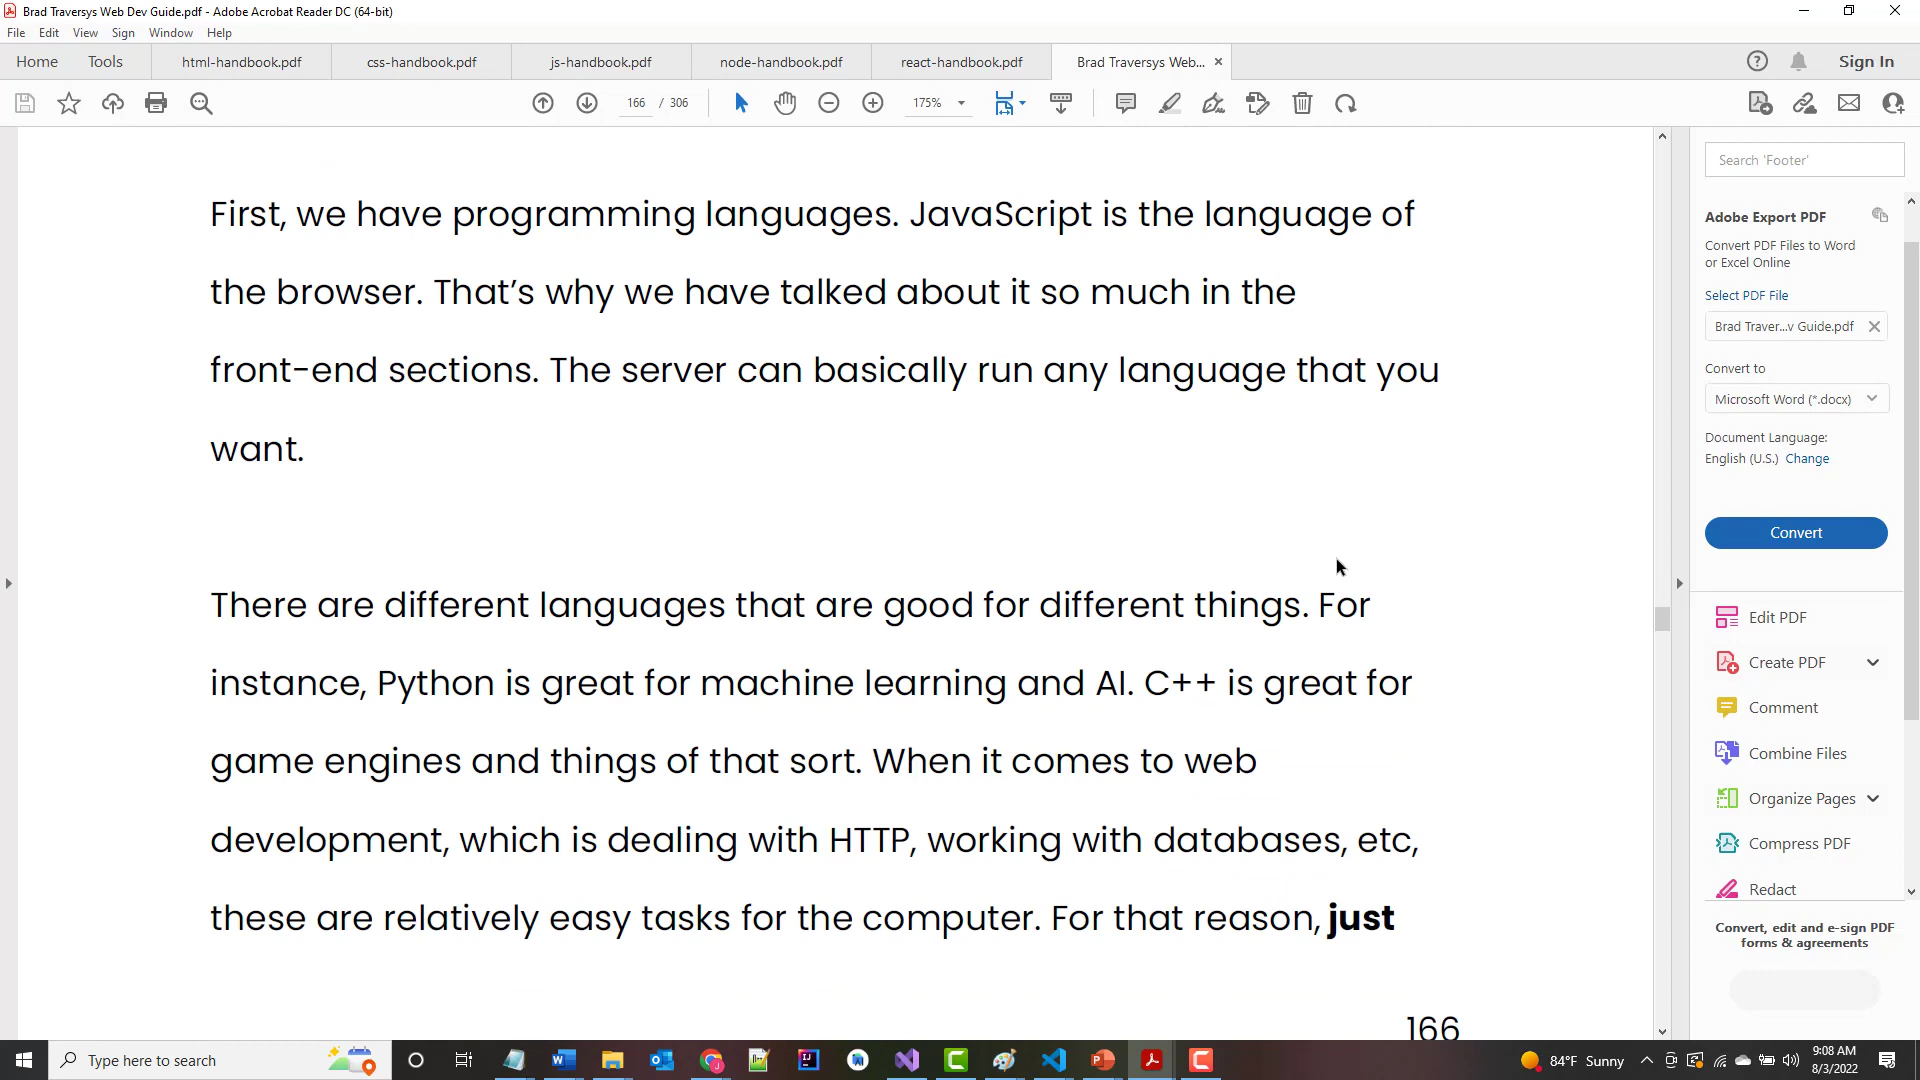 Brad Traversys Web Dev Guide.pdf - Adobe Acrobat Reader DC (64-bit)
File Edit View Sign Window Help
Home Tools html-handbook.pdf css-handbook.pdf js-handbook.pdf node-handbook.pdf react-handbook.pdf Brad Traversys Web... × Sign In
166 / 306 175%
First, we have programming languages. JavaScript is the language of
the browser. That’s why we have talked about it so much in the
front-end sections. The server can basically run any language that you
want.
There are different languages that are good for different things. For
instance, Python is great for machine learning and AI. C++ is great for
game engines and things of that sort. When it comes to web
development, which is dealing with HTTP, working with databases, etc,
these are relatively easy tasks for the computer. For that reason, just
166
Search 'Footer'
Adobe Export PDF
Convert PDF Files to Word
or Excel Online
Select PDF File
Brad Traver...v Guide.pdf
Convert to
Microsoft Word (*.docx)
Document Language:
English (U.S.) Change
Convert
Edit PDF
Create PDF
Comment
Combine Files
Organize Pages
Compress PDF
Redact
Convert, edit and e-sign PDF
forms & agreements
Type here to search
84°F Sunny
9:08 AM
8/3/2022